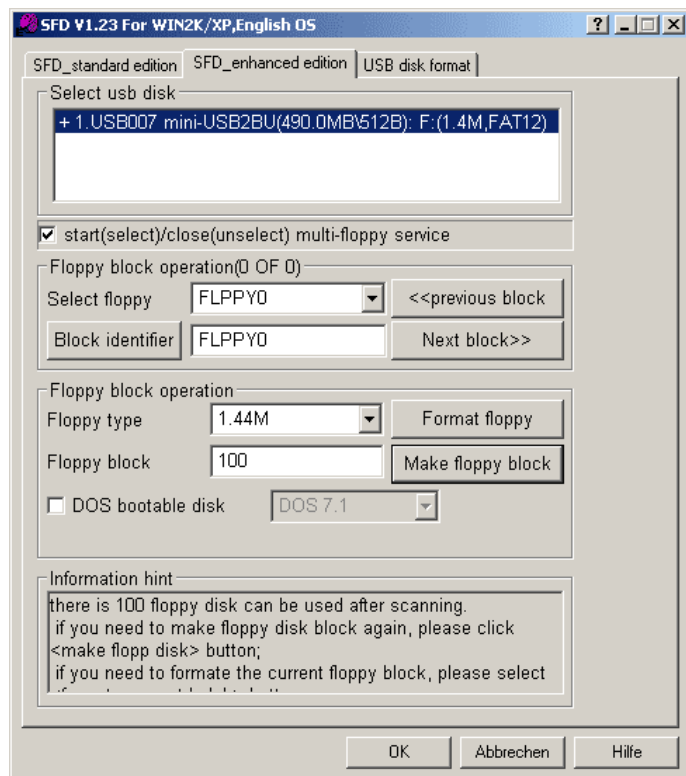 SFD V1.23 For WIN2K/XP,English OS
SFD_standard edition SFD_enhanced edition USB disk format
Select usb disk
+ 1.USB007 mini-USB2BU(490.0MB\512B): F:(1.4M,FAT12)
start(select)/close(unselect) multi-floppy service
Floppy block operation(0 OF 0)
Select floppy FLPPY0 <<previous block
Block identifier FLPPY0 Next block>>
Floppy block operation
Floppy type 1.44M Format floppy
Floppy block 100 Make floppy block
DOS bootable disk DOS 7.1
Information hint
there is 100 floppy disk can be used after scanning.
if you need to make floppy disk block again, please click
<make flopp disk> button;
if you need to formate the current floppy block, please select
OK Abbrechen Hilfe